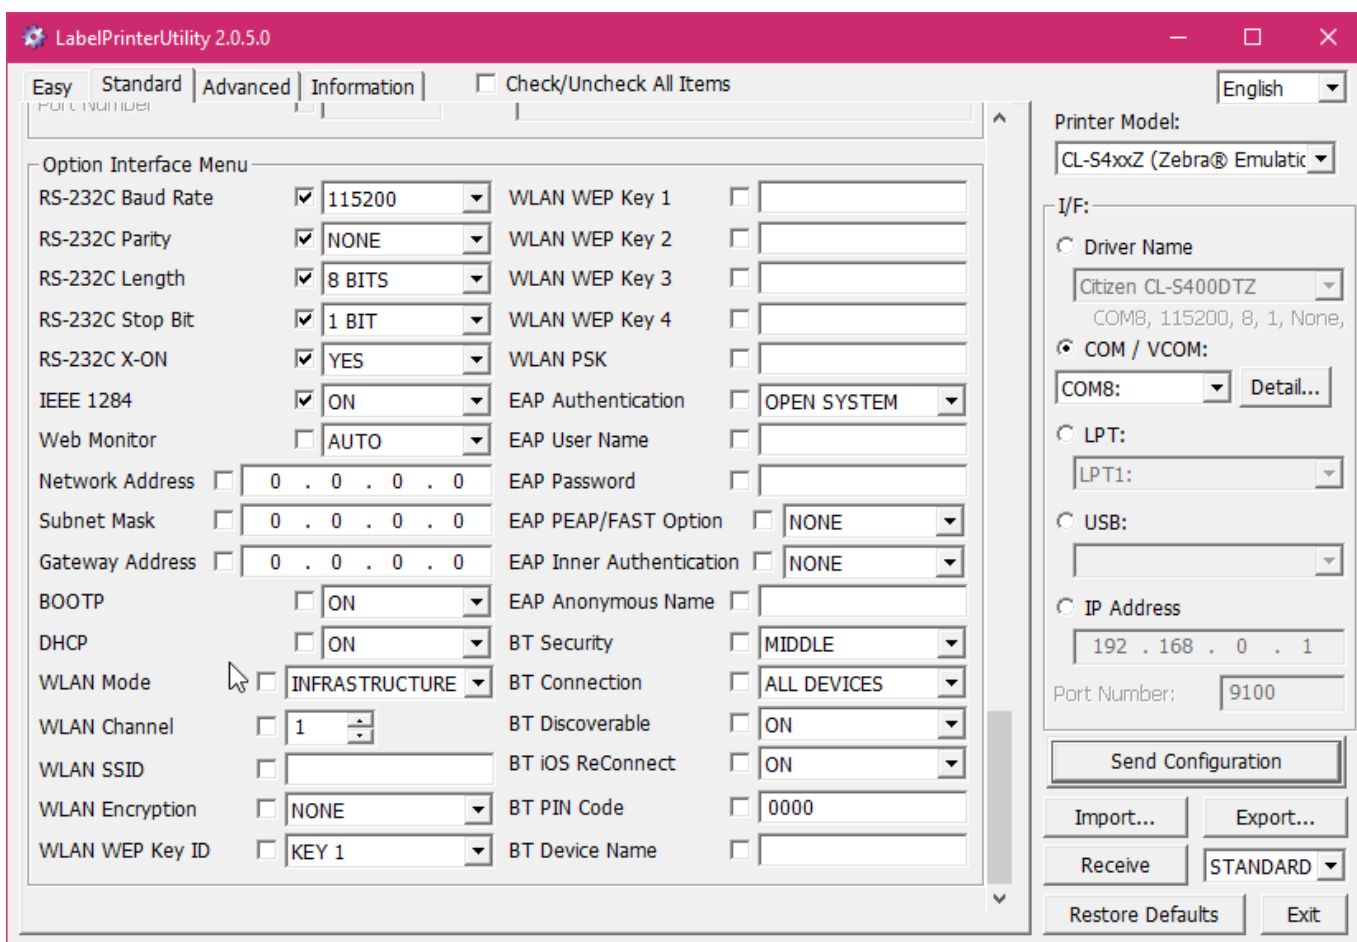 LabelPrinterUtility 2.0.5.0
Easy Standard Advanced Information Check/Uncheck All Items English
Port Number
Option Interface Menu
RS-232C Baud Rate 115200 WLAN WEP Key 1
RS-232C Parity NONE WLAN WEP Key 2
RS-232C Length 8 BITS WLAN WEP Key 3
RS-232C Stop Bit 1 BIT WLAN WEP Key 4
RS-232C X-ON YES WLAN PSK
IEEE 1284 ON EAP Authentication OPEN SYSTEM
Web Monitor AUTO EAP User Name
Network Address 0 . 0 . 0 . 0 EAP Password
Subnet Mask 0 . 0 . 0 . 0 EAP PEAP/FAST Option NONE
Gateway Address 0 . 0 . 0 . 0 EAP Inner Authentication NONE
BOOTP ON EAP Anonymous Name
DHCP ON BT Security MIDDLE
WLAN Mode INFRASTRUCTURE BT Connection ALL DEVICES
WLAN Channel 1 BT Discoverable ON
WLAN SSID BT iOS ReConnect ON
WLAN Encryption NONE BT PIN Code 0000
WLAN WEP Key ID KEY 1 BT Device Name
Printer Model:
CL-S4xxZ (Zebra® Emulatic
I/F:
Driver Name
Citizen CL-S400DTZ
COM8, 115200, 8, 1, None,
COM / VCOM:
COM8: Detail...
LPT:
LPT1:
USB:
IP Address
192 . 168 . 0 . 1
Port Number: 9100
Send Configuration
Import... Export...
Receive STANDARD
Restore Defaults Exit